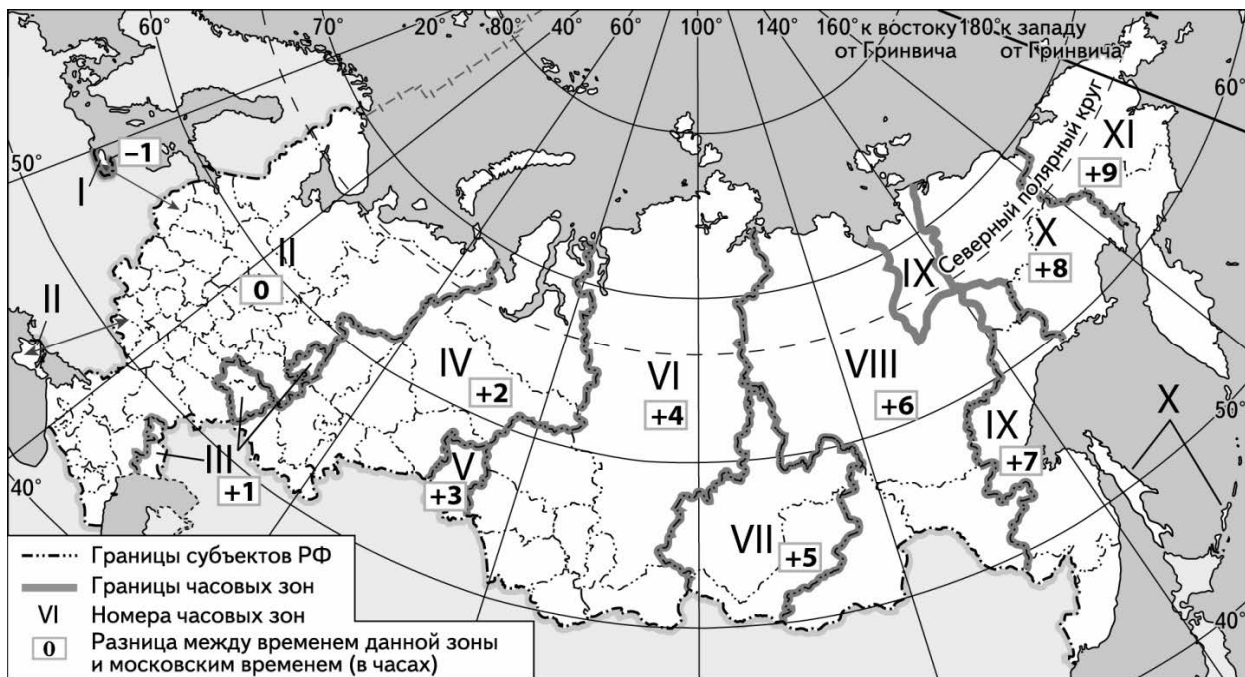 60° 70° 20° 80° 40° 60° 100° 140° 160° к востоку 180° к западу
от Гринвича от Гринвича
60°
Северный полярный круг
50°
–1
I
XI
+9
II
0
X
+8
IX
40°
II
IV
+2
VI
+4
VIII
+6
X
50°
III
+1
V
+3
IX
+7
VII
+5
40°
Границы субъектов РФ
Границы часовых зон
VI Номера часовых зон
0 Разница между временем данной зоны
и московским временем (в часах)